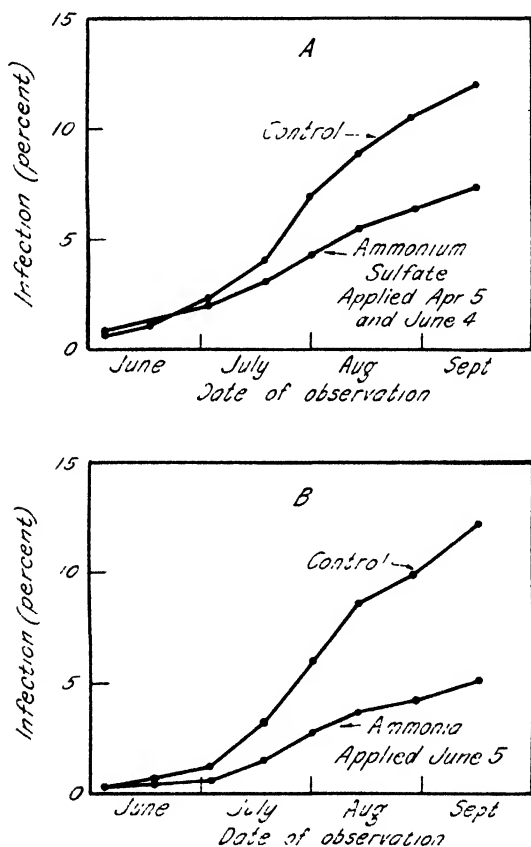 15
A
10
Control
5
Ammonium
Sulfate
Applied Apr 5
and June 4
0
Infection (percent)
June July Aug Sept
Date of observation
15
B
10
Control
5
Ammonia
Applied June 5
0
Infection (percent)
June July Aug Sept
Date of observation